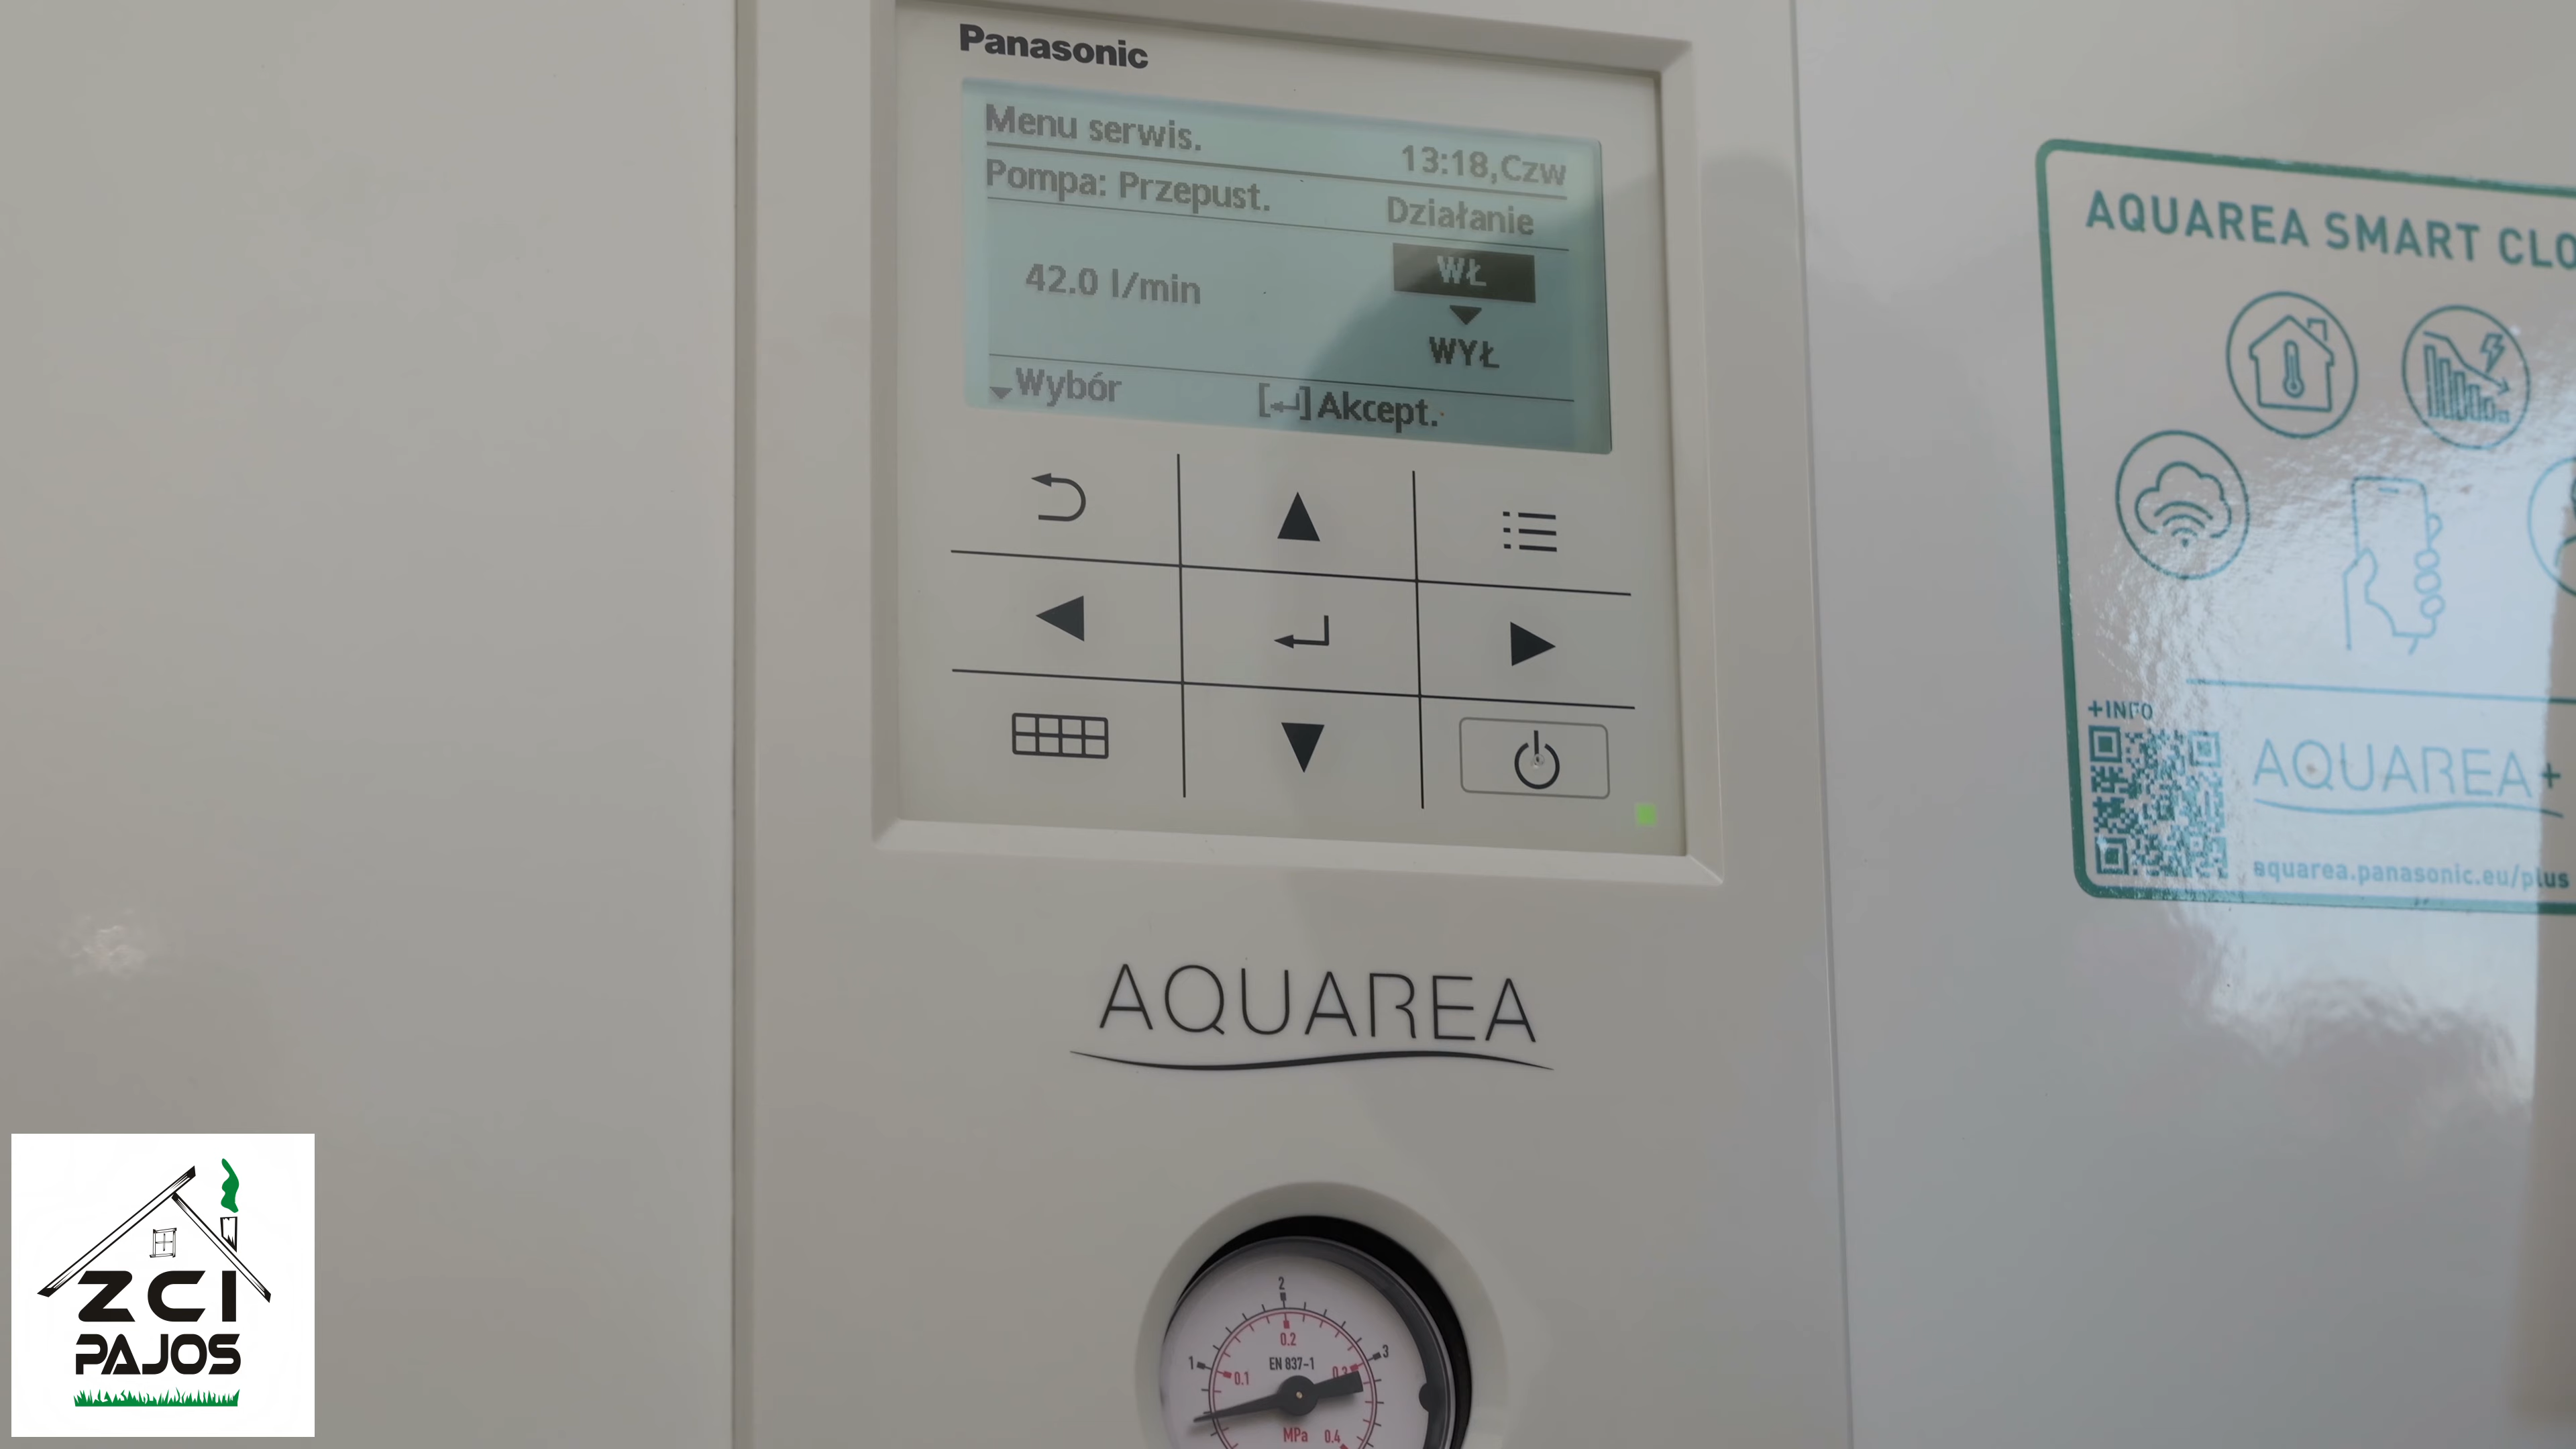 Panasonic
Menu serwis. 13:18,Czw
Pompa: Przepust. Działanie
42.0 l/min WŁ
WYŁ
Wybór [↵] Akcept.
AQUAREA
AQUAREA SMART CLO
+INFO
AQUAREA+
aquarea.panasonic.eu/plus
2
0.2
1 3
EN 837-1
0.1
MPa 0.4
ZCI
PAJOS